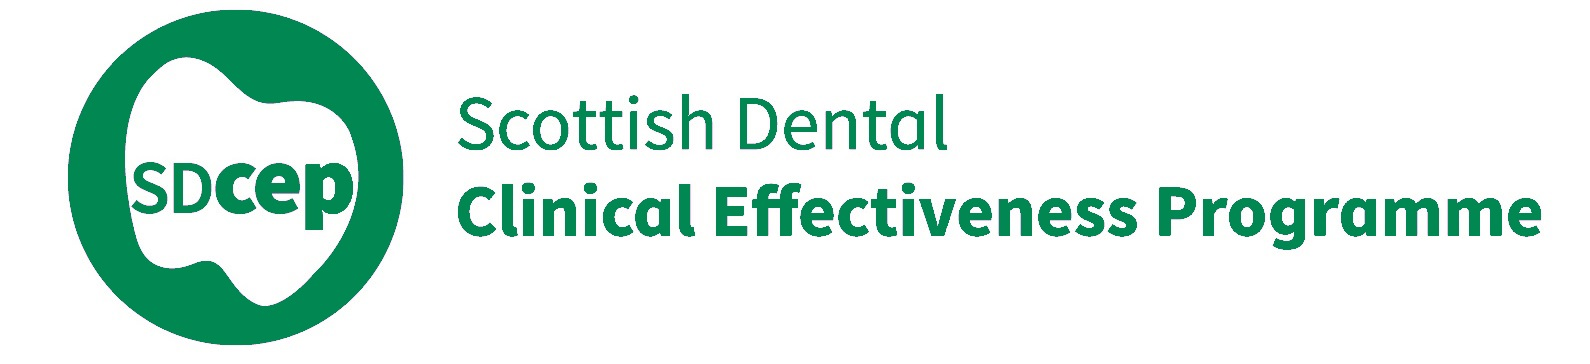 SDcep
Scottish Dental
Clinical Effectiveness Programme